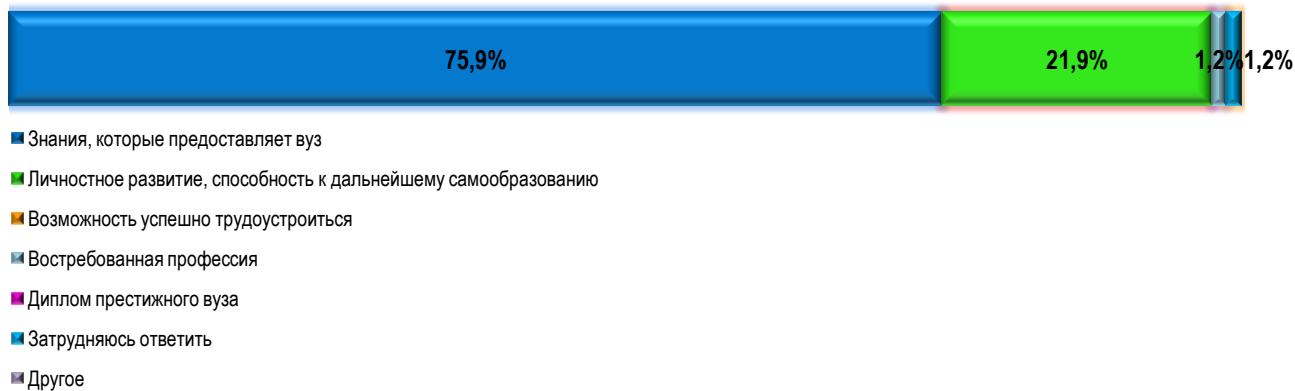 75,9% 21,9% 1,2% 1,2%
Знания, которые предоставляет вуз
Личностное развитие, способность к дальнейшему самообразованию
Возможность успешно трудоустроиться
Востребованная профессия
Диплом престижного вуза
Затрудняюсь ответить
Другое